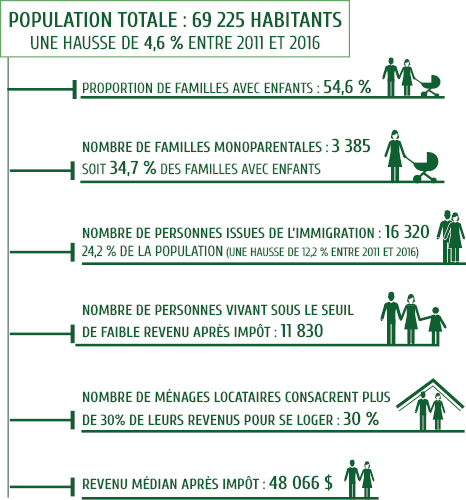 POPULATION TOTALE : 69 225 HABITANTS
UNE HAUSSE DE 4,6 % ENTRE 2011 ET 2016
PROPORTION DE FAMILLES AVEC ENFANTS : 54,6 %
NOMBRE DE FAMILLES MONOPARENTALES : 3 385
SOIT 34,7 % DES FAMILLES AVEC ENFANTS
NOMBRE DE PERSONNES ISSUES DE L'IMMIGRATION : 16 320
24,2 % DE LA POPULATION (UNE HAUSSE DE 12,2 % ENTRE 2011 ET 2016)
NOMBRE DE PERSONNES VIVANT SOUS LE SEUIL
DE FAIBLE REVENU APRÈS IMPÔT : 11 830
NOMBRE DE MÉNAGES LOCATAIRES CONSACRENT PLUS
DE 30% DE LEURS REVENUS POUR SE LOGER : 30 %
REVENU MÉDIAN APRÈS IMPÔT : 48 066 $